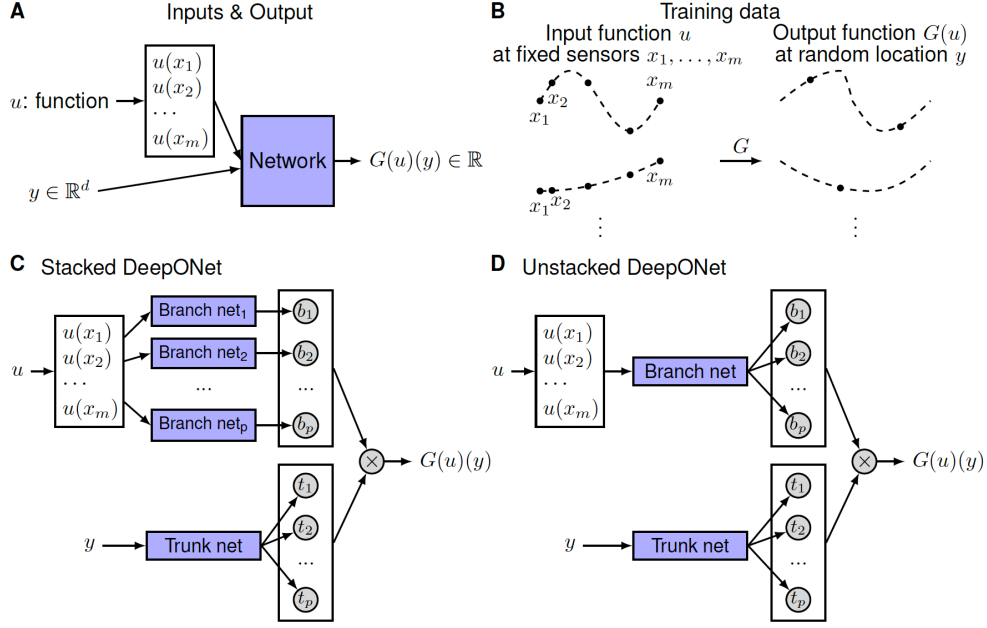 A
Inputs & Output
u: function
u(x₁)
u(x₂)
...
u(xₘ)
y ∈ ℝᵈ
Network
G(u)(y) ∈ ℝ
B
Training data
Input function u
at fixed sensors x₁, . . . , xₘ
Output function G(u)
at random location y
x₁
x₂
xₘ
G
x₁
x₂
xₘ
⋮
⋮
C
Stacked DeepONet
u
u(x₁)
u(x₂)
...
u(xₘ)
Branch net₁
Branch net₂
...
Branch netₚ
b₁
b₂
...
bₚ
×
G(u)(y)
y
Trunk net
t₁
t₂
...
tₚ
D
Unstacked DeepONet
u
u(x₁)
u(x₂)
...
u(xₘ)
Branch net
b₁
b₂
...
bₚ
×
G(u)(y)
y
Trunk net
t₁
t₂
...
tₚ